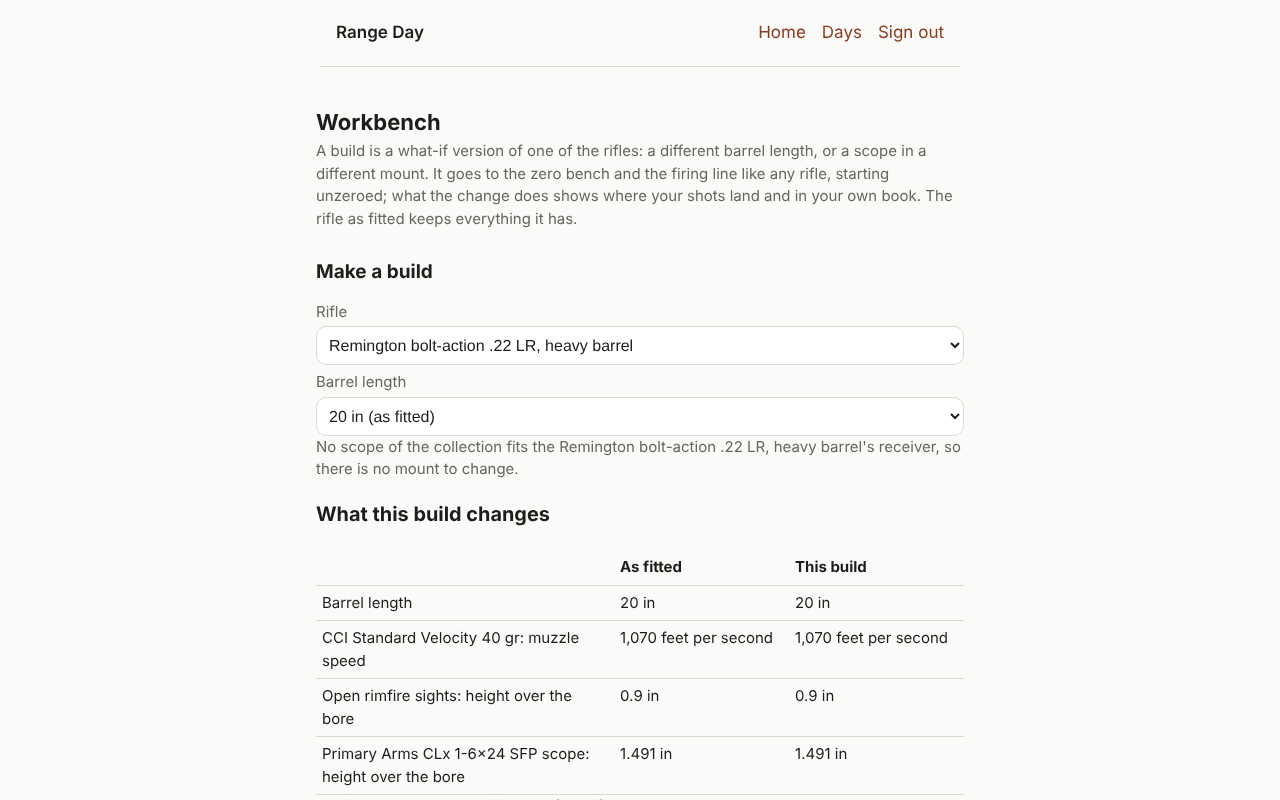 Range Day
Home Days Sign out
Workbench
A build is a what-if version of one of the rifles: a different barrel length, or a scope in a
different mount. It goes to the zero bench and the firing line like any rifle, starting
unzeroed; what the change does shows where your shots land and in your own book. The
rifle as fitted keeps everything it has.
Make a build
Rifle
Remington bolt-action .22 LR, heavy barrel
Barrel length
20 in (as fitted)
No scope of the collection fits the Remington bolt-action .22 LR, heavy barrel's receiver, so
there is no mount to change.
What this build changes
As fitted This build
Barrel length 20 in 20 in
CCI Standard Velocity 40 gr: muzzle 1,070 feet per second 1,070 feet per second
speed
Open rimfire sights: height over the 0.9 in 0.9 in
bore
Primary Arms CLx 1-6×24 SFP scope: 1.491 in 1.491 in
height over the bore